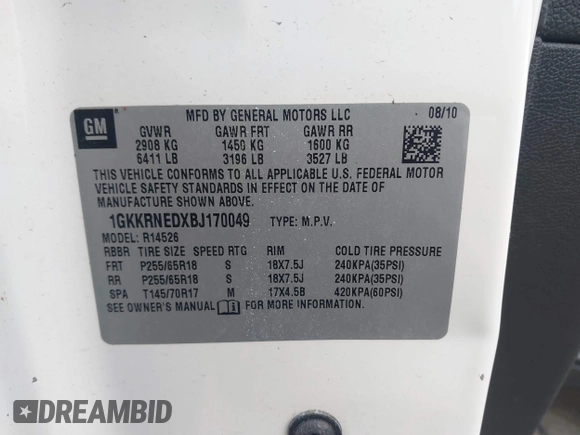 GM
MFD BY GENERAL MOTORS LLC 08/10
GVWR GAWR FRT GAWR RR
2908 KG 1450 KG 1600 KG
6411 LB 3196 LB 3527 LB
THIS VEHICLE CONFORMS TO ALL APPLICABLE U.S. FEDERAL MOTOR
VEHICLE SAFETY STANDARDS IN EFFECT ON THE DATE OF
MANUFACTURE SHOWN ABOVE.
1GKKRNEDXBJ170049 TYPE: M.P.V.
MODEL: R14526
RBBR TIRE SIZE SPEED RTG RIM COLD TIRE PRESSURE
FRT P255/65R18 S 18X7.5J 240KPA(35PSI)
RR P255/65R18 S 18X7.5J 240KPA(35PSI)
SPA T145/70R17 M 17X4.5B 420KPA(60PSI)
SEE OWNER'S MANUAL FOR MORE INFORMATION.
DREAMBID